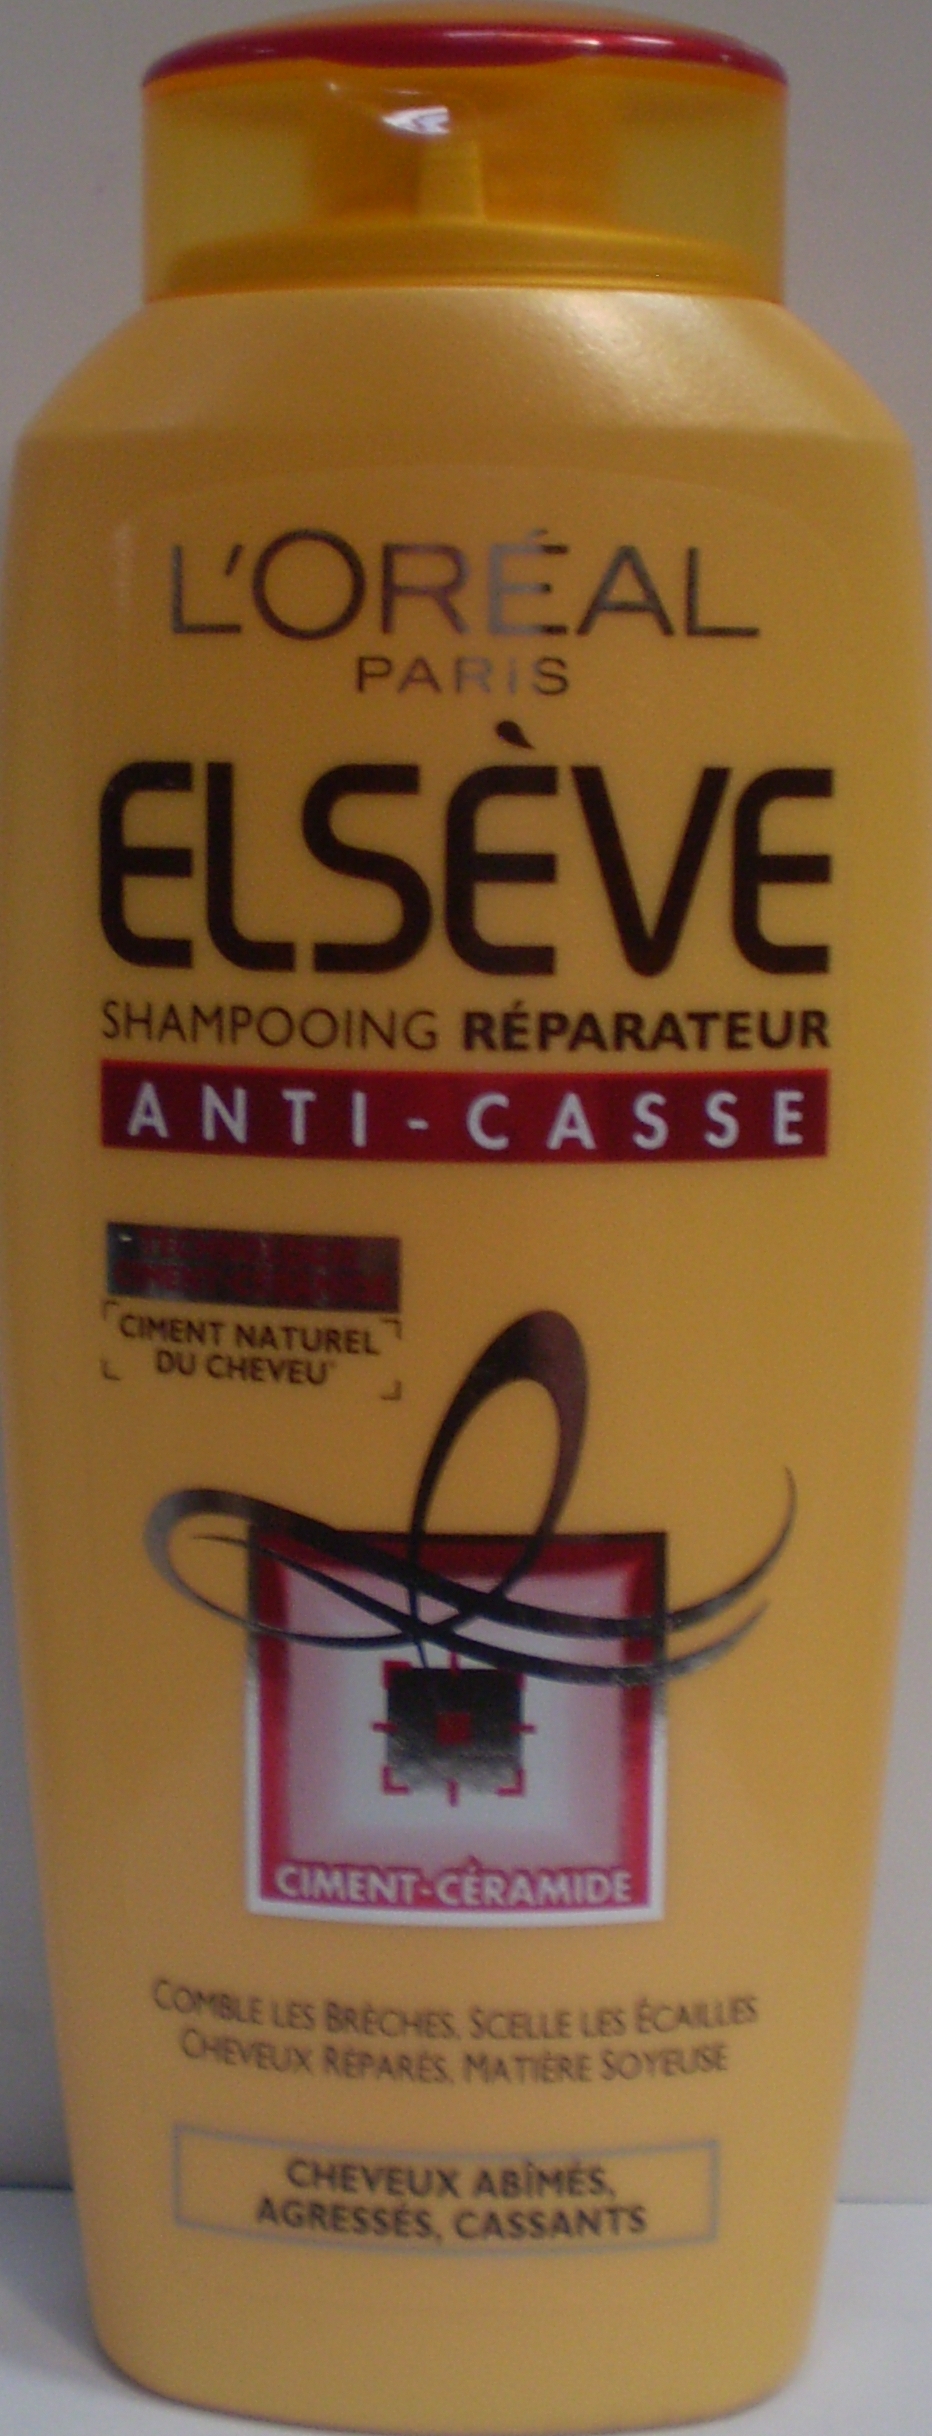 L'ORÉAL
PARIS
ELSÈVE
SHAMPOOING RÉPARATEUR
ANTI-CASSE
CIMENT NATUREL
DU CHEVEU*
CIMENT-CÉRAMIDE
COMBLE LES BRÈCHES, SCELLE LES ÉCAILLES
CHEVEUX RÉPARÉS, MATIÈRE SOYEUSE
CHEVEUX ABÎMÉS,
AGRESSÉS, CASSANTS